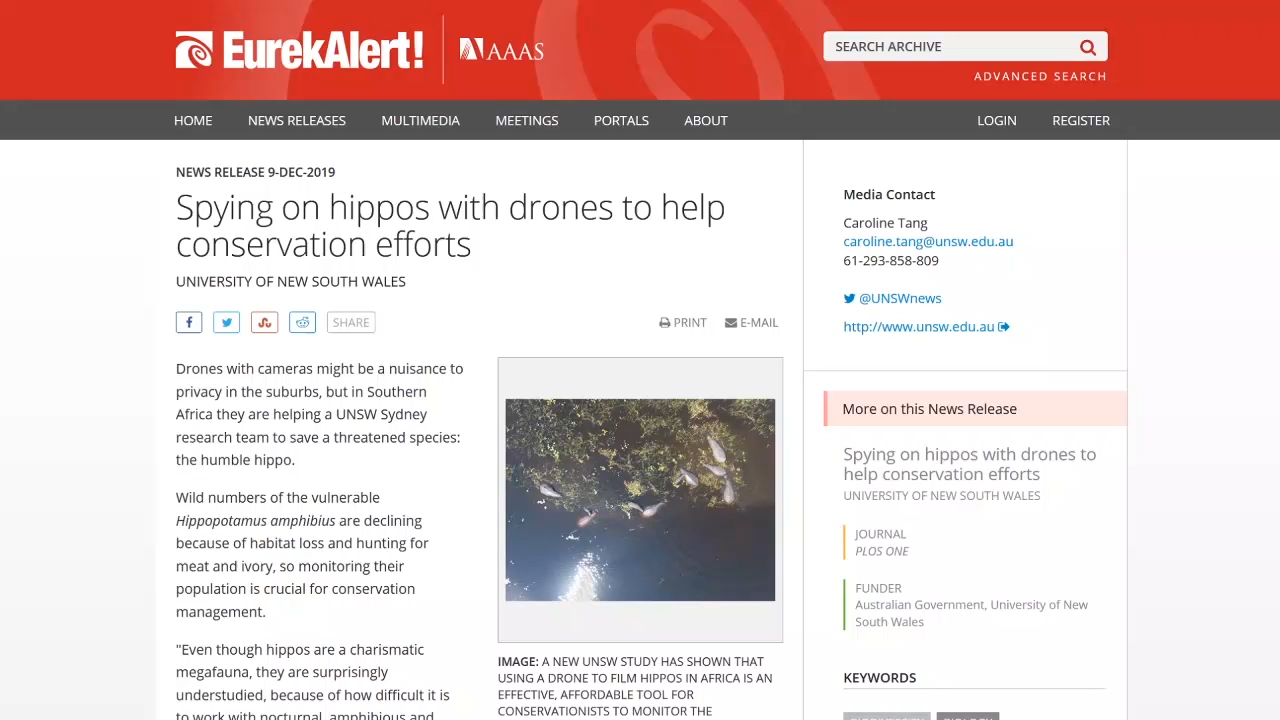 EurekAlert! AAAS
SEARCH ARCHIVE
ADVANCED SEARCH
HOME NEWS RELEASES MULTIMEDIA MEETINGS PORTALS ABOUT LOGIN REGISTER
NEWS RELEASE 9-DEC-2019
Spying on hippos with drones to help
conservation efforts
UNIVERSITY OF NEW SOUTH WALES
SHARE
PRINT E-MAIL
Drones with cameras might be a nuisance to
privacy in the suburbs, but in Southern
Africa they are helping a UNSW Sydney
research team to save a threatened species:
the humble hippo.
Wild numbers of the vulnerable
Hippopotamus amphibius are declining
because of habitat loss and hunting for
meat and ivory, so monitoring their
population is crucial for conservation
management.
"Even though hippos are a charismatic
megafauna, they are surprisingly
understudied, because of how difficult it is
to work with nocturnal, amphibious and
IMAGE: A NEW UNSW STUDY HAS SHOWN THAT
USING A DRONE TO FILM HIPPOS IN AFRICA IS AN
EFFECTIVE, AFFORDABLE TOOL FOR
CONSERVATIONISTS TO MONITOR THE
Media Contact
Caroline Tang
caroline.tang@unsw.edu.au
61-293-858-809
@UNSWnews
http://www.unsw.edu.au
More on this News Release
Spying on hippos with drones to
help conservation efforts
UNIVERSITY OF NEW SOUTH WALES
JOURNAL
PLOS ONE
FUNDER
Australian Government, University of New
South Wales
KEYWORDS
BIODIVERSITY BIOLOGY